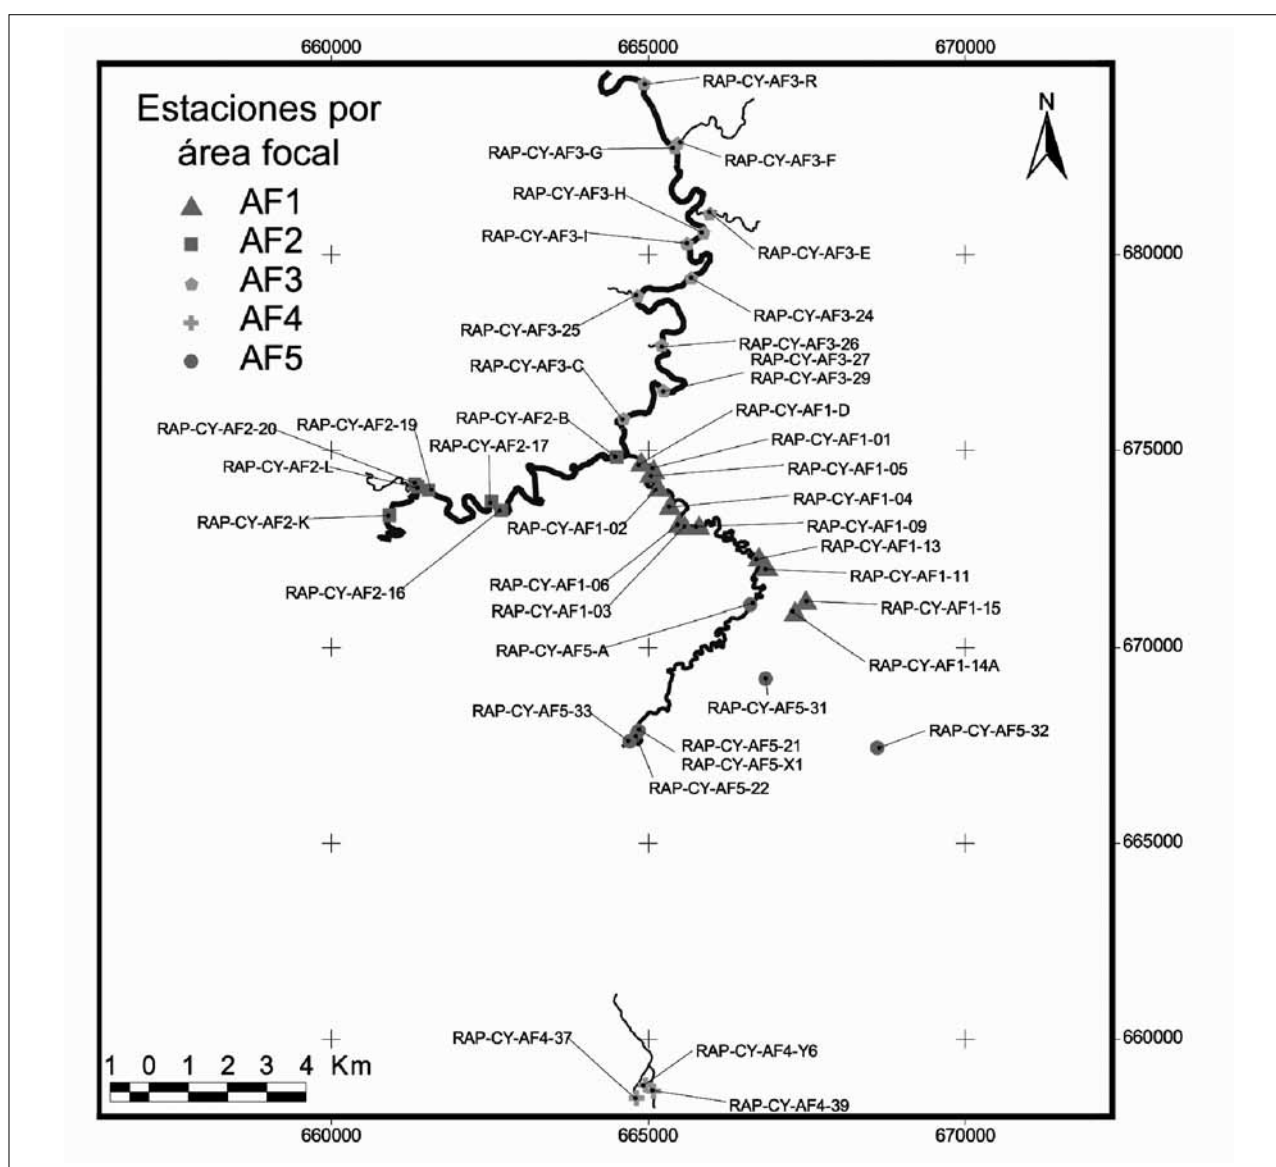 660000
665000
670000
Estaciones por
área focal
AF1
AF2
AF3
AF4
AF5
N
RAP-CY-AF3-R
RAP-CY-AF3-G
RAP-CY-AF3-F
RAP-CY-AF3-H
RAP-CY-AF3-I
RAP-CY-AF3-E
680000
RAP-CY-AF3-24
RAP-CY-AF3-25
RAP-CY-AF3-26
RAP-CY-AF3-27
RAP-CY-AF3-C
RAP-CY-AF3-29
RAP-CY-AF2-B
RAP-CY-AF1-D
RAP-CY-AF2-20
RAP-CY-AF2-19
RAP-CY-AF2-17
RAP-CY-AF1-01
675000
RAP-CY-AF2-L
RAP-CY-AF1-05
RAP-CY-AF1-04
RAP-CY-AF2-K
RAP-CY-AF1-02
RAP-CY-AF1-09
RAP-CY-AF1-13
RAP-CY-AF1-11
RAP-CY-AF2-16
RAP-CY-AF1-06
RAP-CY-AF1-03
RAP-CY-AF1-15
RAP-CY-AF5-A
670000
RAP-CY-AF1-14A
RAP-CY-AF5-33
RAP-CY-AF5-31
RAP-CY-AF5-32
RAP-CY-AF5-21
RAP-CY-AF5-X1
RAP-CY-AF5-22
665000
RAP-CY-AF4-37
RAP-CY-AF4-Y6
660000
RAP-CY-AF4-39
1 0 1 2 3 4 Km
660000
665000
670000